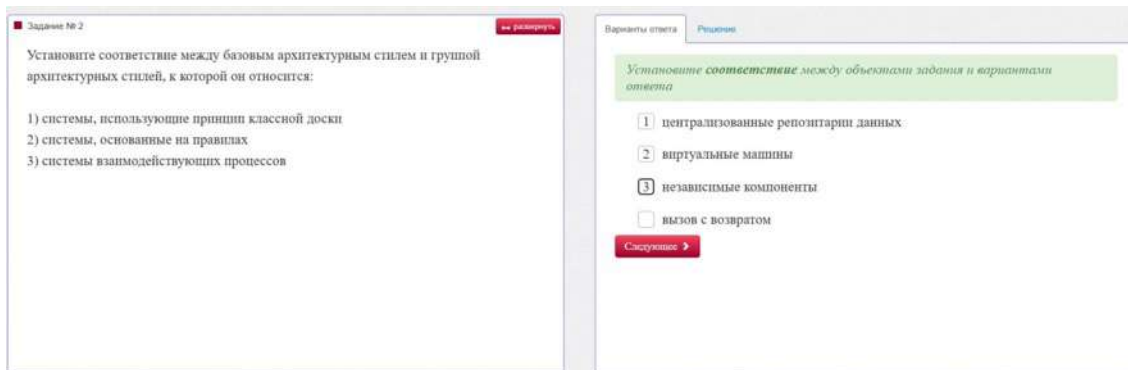 Задание № 2
развернуть
Установите соответствие между базовым архитектурным стилем и группой
архитектурных стилей, к которой он относится:
1) системы, использующие принцип классной доски
2) системы, основанные на правилах
3) системы взаимодействующих процессов
Варианты ответа
Решение
Установите соответствие между объектами задания и вариантами
ответа
1 централизованные репозитарии данных
2 виртуальные машины
3 независимые компоненты
вызов с возвратом
Следующее